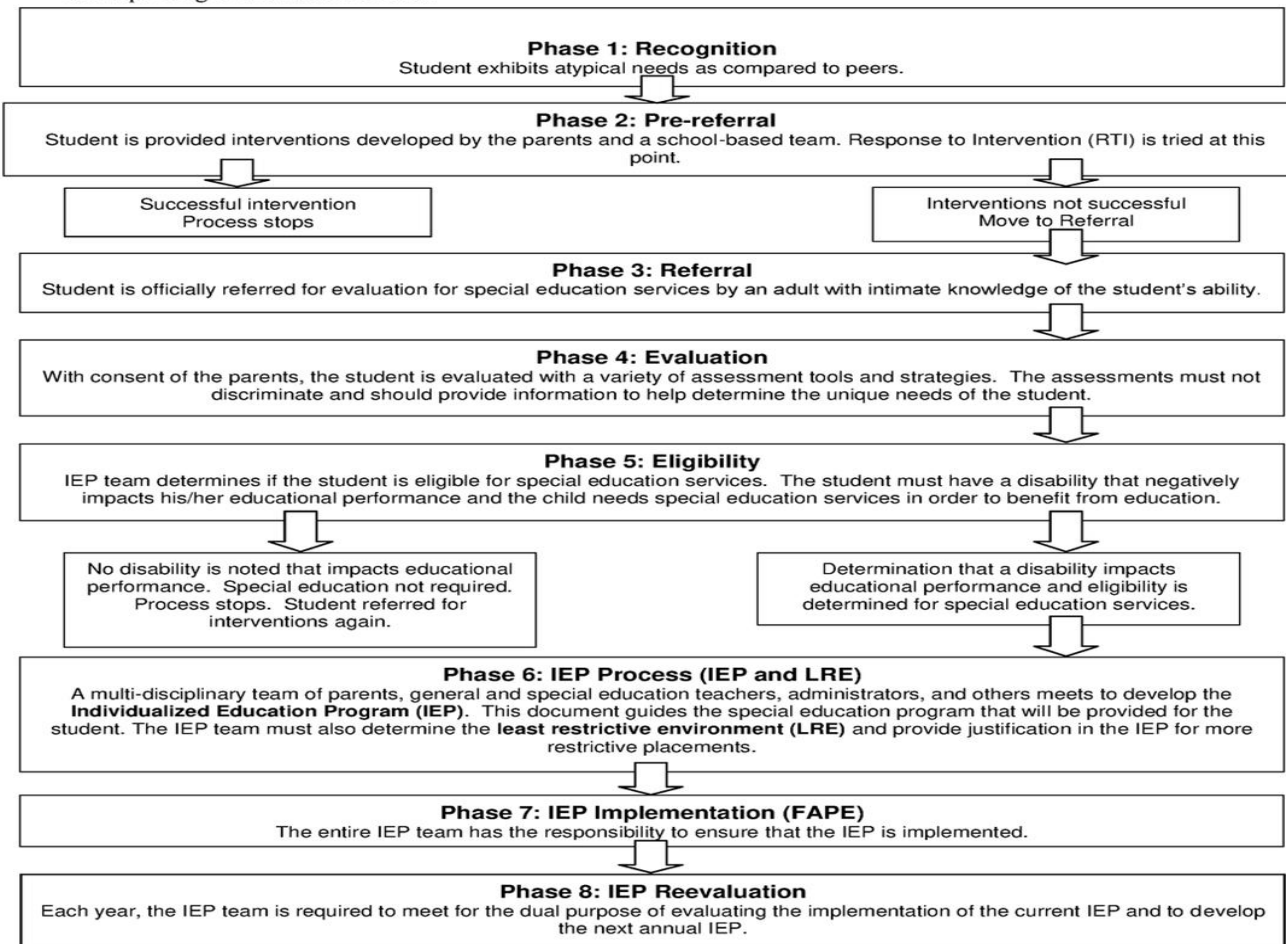 Phase 1: Recognition
Student exhibits atypical needs as compared to peers.
Phase 2: Pre-referral
Student is provided interventions developed by the parents and a school-based team. Response to Intervention (RTI) is tried at this
point.
Successful intervention
Process stops
Interventions not successful
Move to Referral
Phase 3: Referral
Student is officially referred for evaluation for special education services by an adult with intimate knowledge of the student's ability.
Phase 4: Evaluation
With consent of the parents, the student is evaluated with a variety of assessment tools and strategies. The assessments must not
discriminate and should provide information to help determine the unique needs of the student.
Phase 5: Eligibility
IEP team determines if the student is eligible for special education services. The student must have a disability that negatively
impacts his/her educational performance and the child needs special education services in order to benefit from education.
No disability is noted that impacts educational
performance. Special education not required.
Process stops. Student referred for
interventions again.
Determination that a disability impacts
educational performance and eligibility is
determined for special education services.
Phase 6: IEP Process (IEP and LRE)
A multi-disciplinary team of parents, general and special education teachers, administrators, and others meets to develop the
Individualized Education Program (IEP). This document guides the special education program that will be provided for the
student. The IEP team must also determine the least restrictive environment (LRE) and provide justification in the IEP for more
restrictive placements.
Phase 7: IEP Implementation (FAPE)
The entire IEP team has the responsibility to ensure that the IEP is implemented.
Phase 8: IEP Reevaluation
Each year, the IEP team is required to meet for the dual purpose of evaluating the implementation of the current IEP and to develop
the next annual IEP.